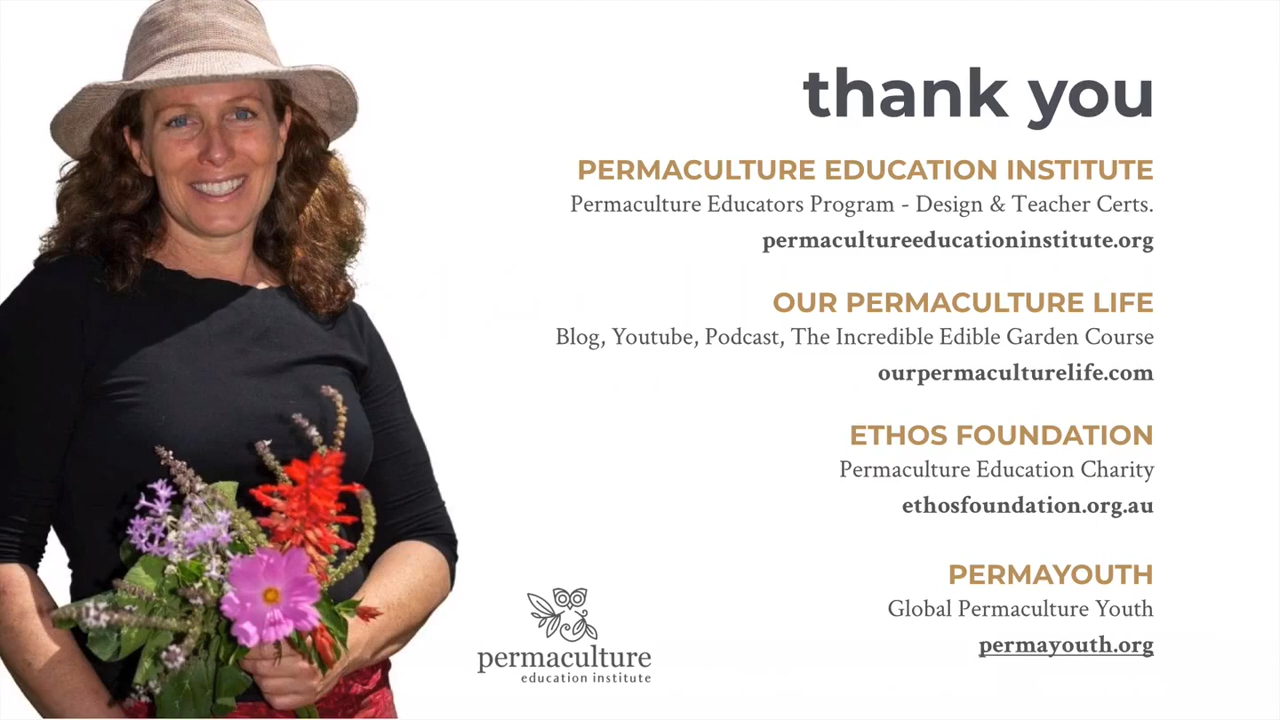 thank you
PERMACULTURE EDUCATION INSTITUTE
Permaculture Educators Program - Design & Teacher Certs.
permacultureeducationinstitute.org
OUR PERMACULTURE LIFE
Blog, Youtube, Podcast, The Incredible Edible Garden Course
ourpermaculturelife.com
ETHOS FOUNDATION
Permaculture Education Charity
ethosfoundation.org.au
PERMAYOUTH
Global Permaculture Youth
permayouth.org
permaculture
education institute